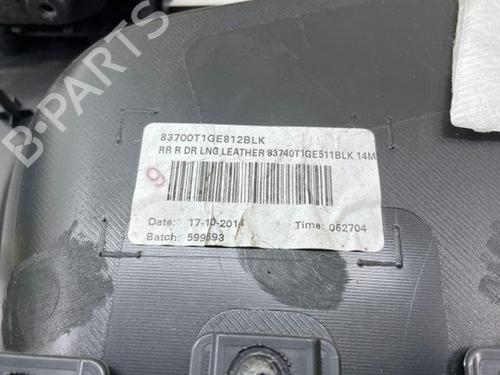 83700T1GE812BLK
RR R DR LNG LEATHER 83740T1GE511BLK 14M
9
Date: 17-10-2014 Time: 062704
Batch: 599593
B-PARTS